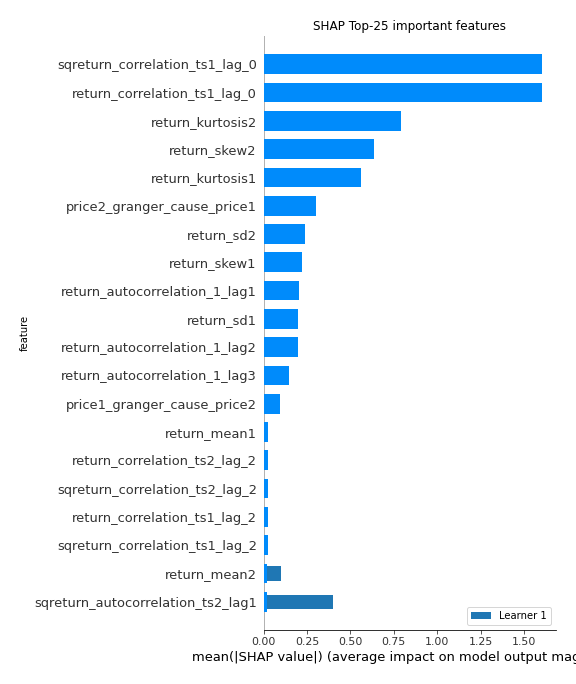 SHAP Top-25 important features
sqreturn_correlation_ts1_lag_0
return_correlation_ts1_lag_0
return_kurtosis2
return_skew2
return_kurtosis1
price2_granger_cause_price1
return_sd2
return_skew1
return_autocorrelation_1_lag1
return_sd1
return_autocorrelation_1_lag2
return_autocorrelation_1_lag3
price1_granger_cause_price2
return_mean1
return_correlation_ts2_lag_2
sqreturn_correlation_ts2_lag_2
return_correlation_ts1_lag_2
sqreturn_correlation_ts1_lag_2
return_mean2
sqreturn_autocorrelation_ts2_lag1
feature
Learner 1
0.00 0.25 0.50 0.75 1.00 1.25 1.50
mean(|SHAP value|) (average impact on model output mag